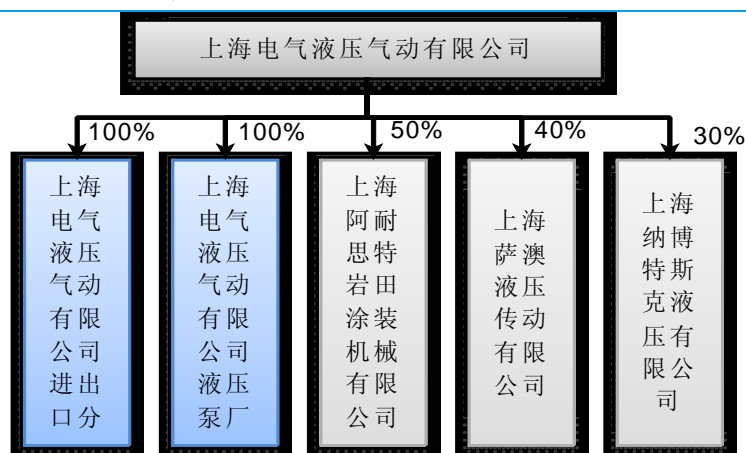 上海电气液压气动有限公司
100%
100%
50%
40%
30%
上海
电气
液压
气动
有限
公司
进出
口分
上海
电气
液压
气动
有限
公司
液压
泵厂
上海
阿耐
思特
岩田
涂装
机械
有限
公司
上海
萨澳
液压
传动
有限
公司
上海
纳博
特斯
克液
压有
限公
司